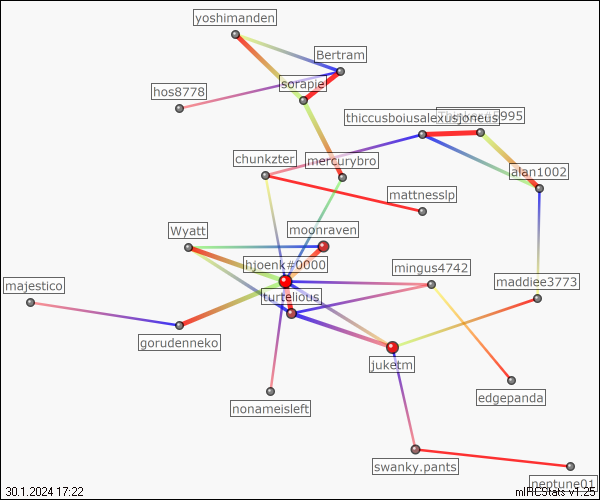 yoshimanden
Bertram
sorapie
hos8778
thiccusboiusalexusjoneus
995
chunkzter
mercurybro
alan1002
mattnesslp
Wyatt
moonraven
hjoenk#0000
mingus4742
maddiee3773
majestico
turtelious
gorudenneko
juketm
edgepanda
nonameisleft
swanky.pants
neptune01
30.1.2024 17:22
mIRCStats v1.25